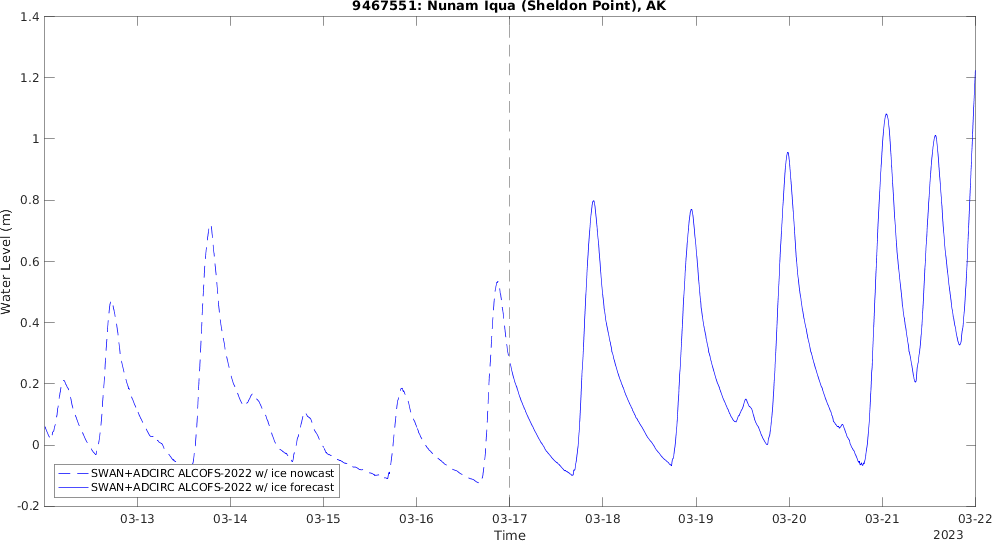 9467551: Nunam Iqua (Sheldon Point), AK
1.4
1.2
1
0.8
0.6
0.4
0.2
0
-0.2
Water Level (m)
SWAN+ADCIRC ALCOFS-2022 w/ ice nowcast
SWAN+ADCIRC ALCOFS-2022 w/ ice forecast
03-13 03-14 03-15 03-16 03-17 03-18 03-19 03-20 03-21 03-22
Time
2023